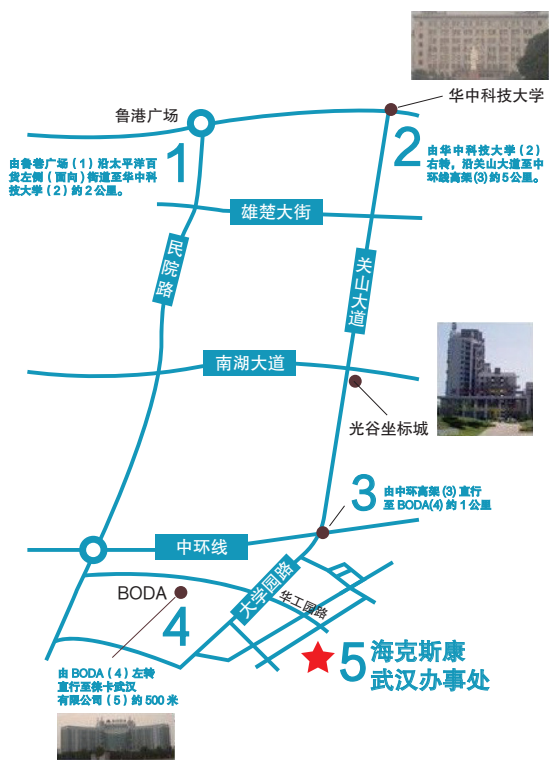 华中科技大学
鲁港广场
1
由鲁巷广场(1)沿太平洋百
货左侧(面向)街道至华中科
技大学(2)约2公里。
2
由华中科技大学(2)
右转,沿关山大道至中
环线高架(3)约5公里。
雄楚大街
民院路
关山大道
南湖大道
光谷坐标城
3
由中环高架(3)直行
至BODA(4)约1公里
中环线
大学园路
BODA
华工园路
4
5
海克斯康
武汉办事处
由BODA(4)左转
直行至徕卡武汉
有限公司(5)约500米